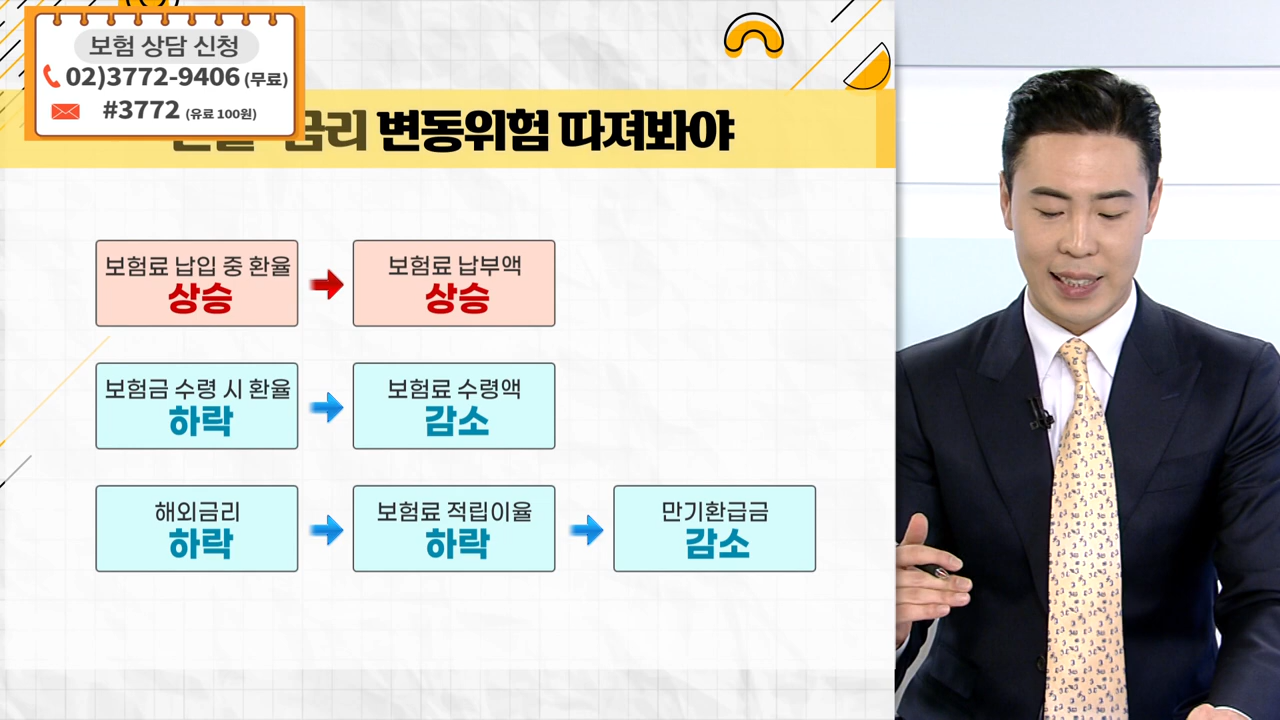 보험 상담 신청
02)3772-9406 (무료)
#3772 (유료 100원)
금리 변동위험 따져봐야
보험료 납입 중 환율
상승
보험료 납부액
상승
보험금 수령 시 환율
하락
보험료 수령액
감소
해외금리
하락
보험료 적립이율
하락
만기환급금
감소